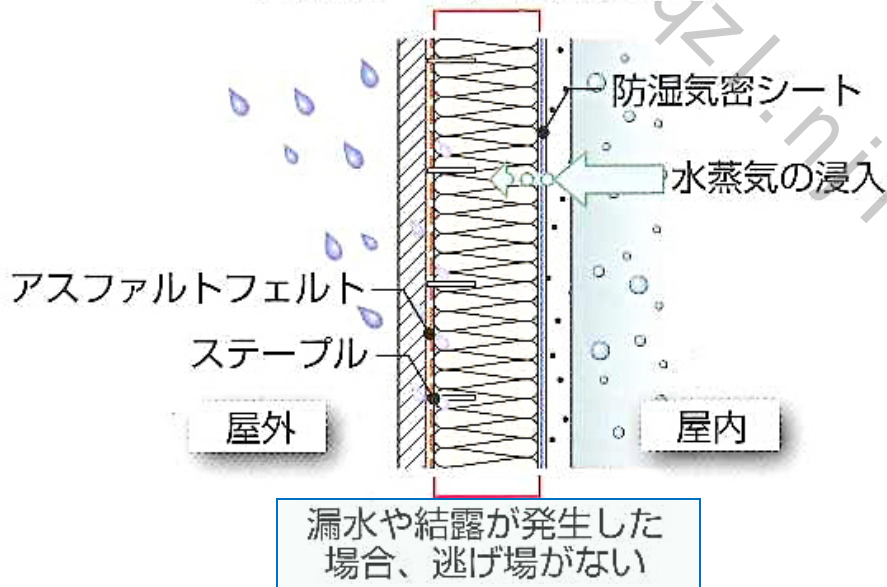 防湿気密シート
水蒸気の浸入
アスファルトフェルト
ステープル
屋外
屋内
漏水や結露が発生した
場合、逃げ場がない